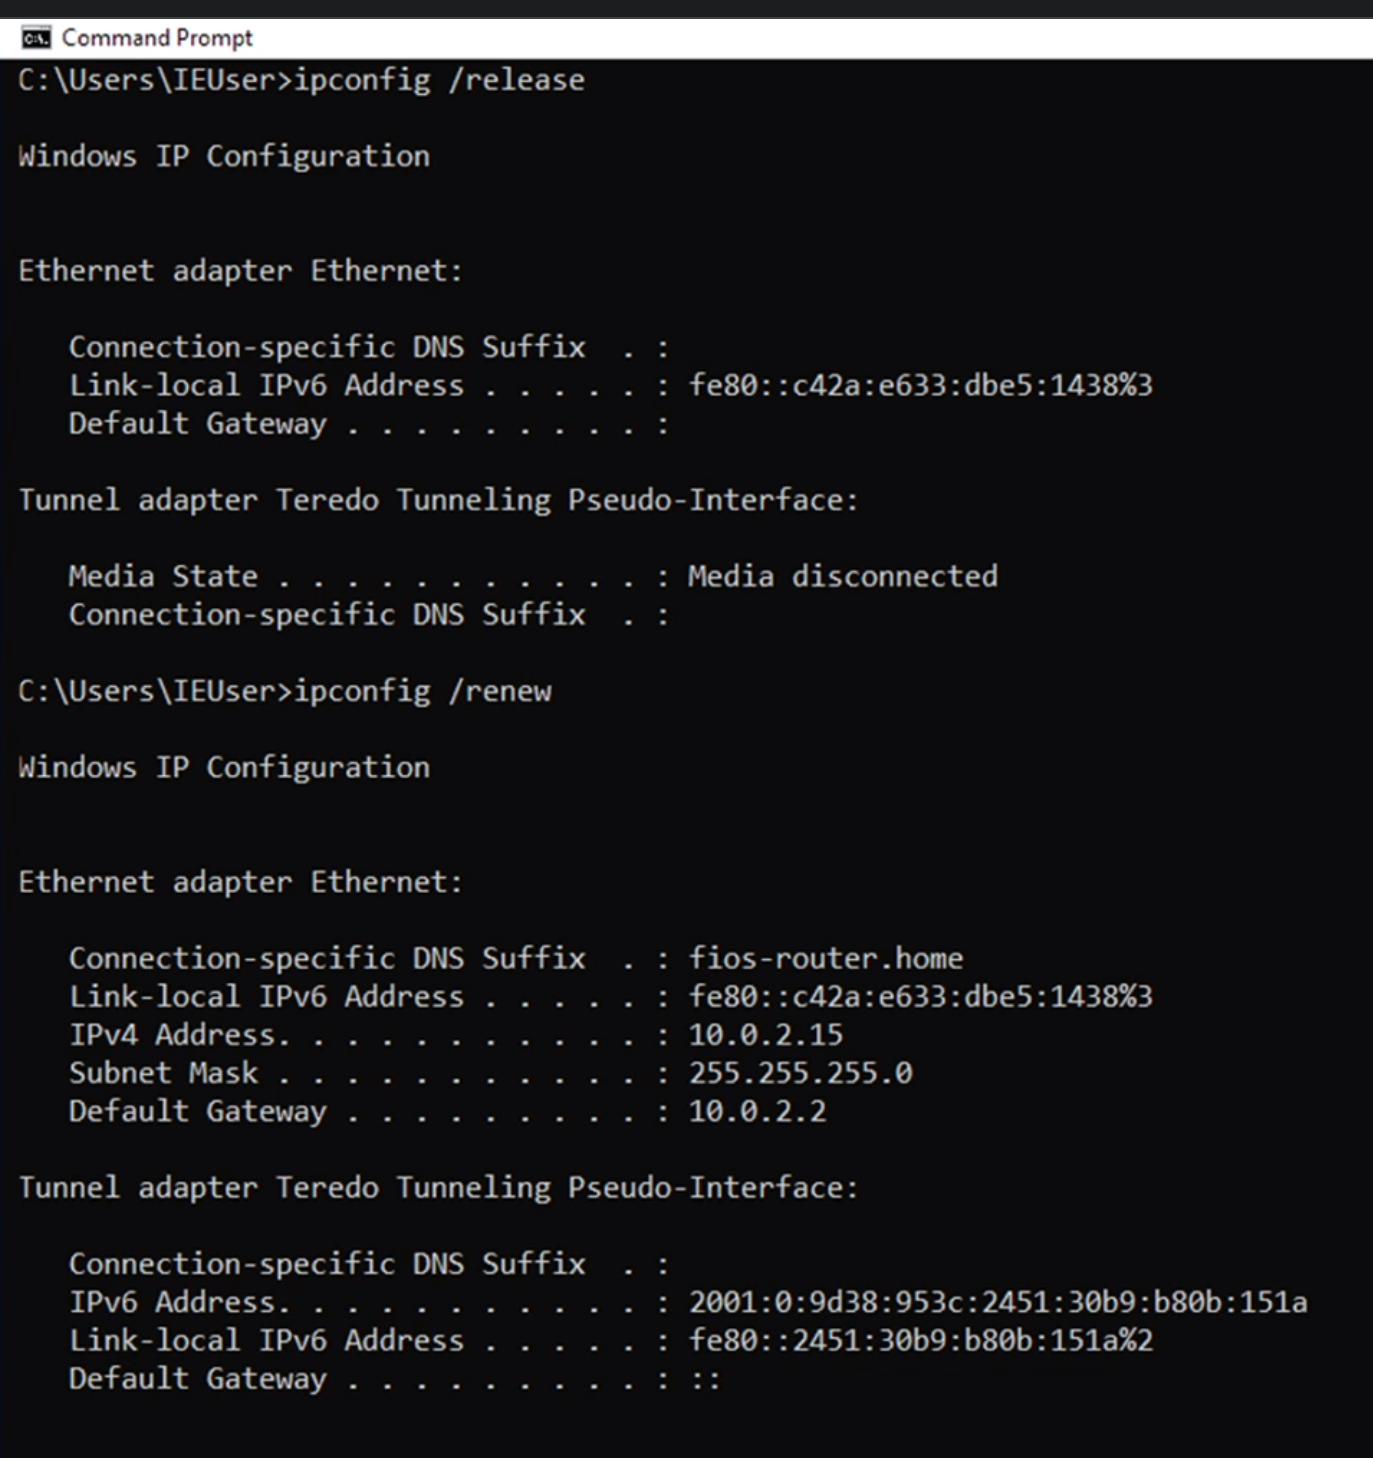 Command Prompt
C:\Users\IEUser>ipconfig /release
Windows IP Configuration
Ethernet adapter Ethernet:
Connection-specific DNS Suffix  . :
Link-local IPv6 Address . . . . . : fe80::c42a:e633:dbe5:1438%3
Default Gateway . . . . . . . . . :
Tunnel adapter Teredo Tunneling Pseudo-Interface:
Media State . . . . . . . . . . . : Media disconnected
Connection-specific DNS Suffix  . :
C:\Users\IEUser>ipconfig /renew
Windows IP Configuration
Ethernet adapter Ethernet:
Connection-specific DNS Suffix  . : fios-router.home
Link-local IPv6 Address . . . . . : fe80::c42a:e633:dbe5:1438%3
IPv4 Address. . . . . . . . . . . : 10.0.2.15
Subnet Mask . . . . . . . . . . . : 255.255.255.0
Default Gateway . . . . . . . . . : 10.0.2.2
Tunnel adapter Teredo Tunneling Pseudo-Interface:
Connection-specific DNS Suffix  . :
IPv6 Address. . . . . . . . . . . : 2001:0:9d38:953c:2451:30b9:b80b:151a
Link-local IPv6 Address . . . . . : fe80::2451:30b9:b80b:151a%2
Default Gateway . . . . . . . . . : ::